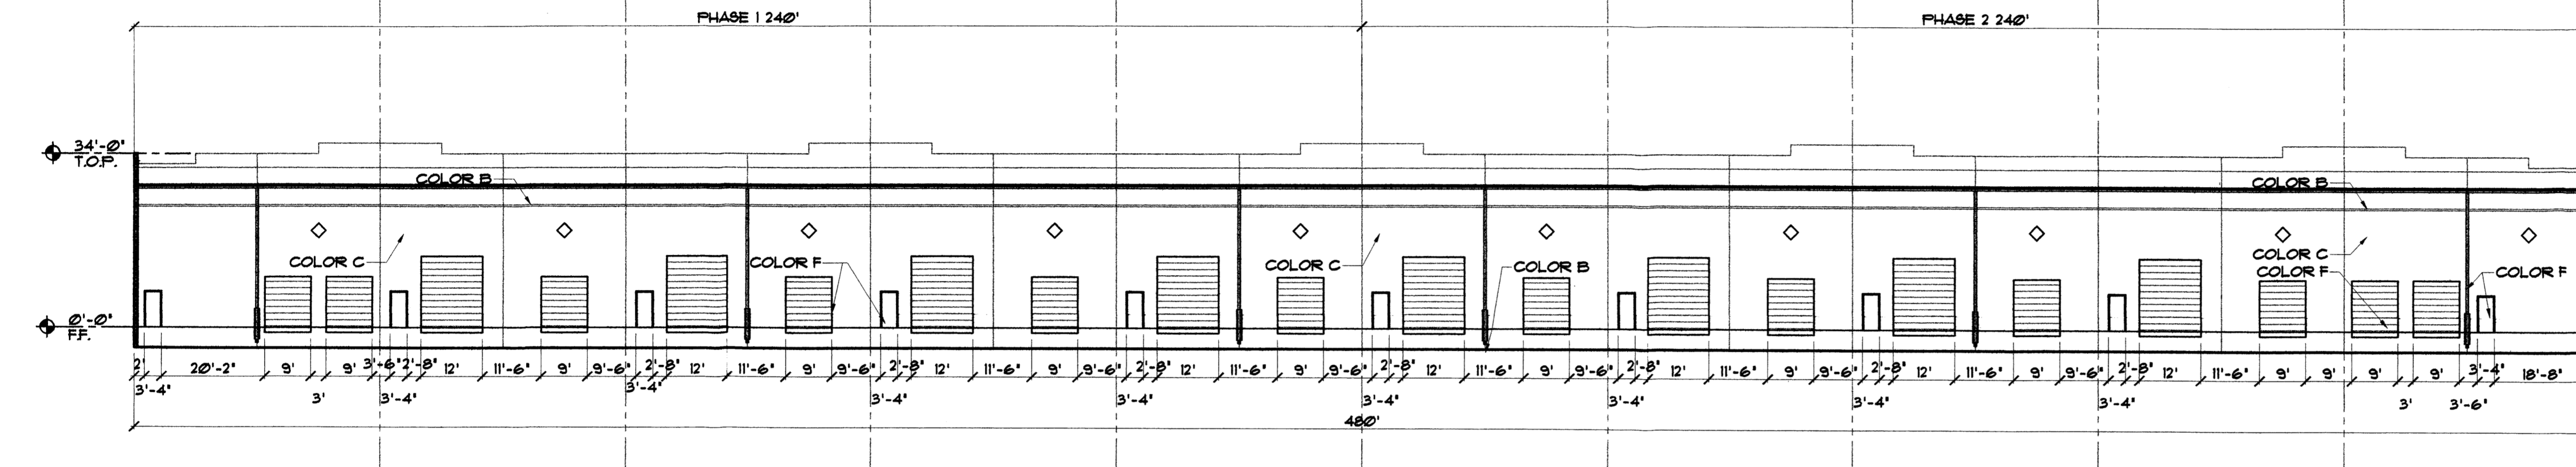 PHASE 1 240'
PHASE 2 240'
34'-0"
T.O.P.
COLOR B
COLOR B
COLOR C
COLOR F
COLOR C
COLOR B
COLOR C
COLOR F
COLOR F
0'-0"
F.F.
2' 20'-2" 9' 9' 3'-6" 2'-8" 12' 11'-6" 9' 9'-6" 2'-8" 12' 11'-6" 9' 9'-6" 2'-8" 12' 11'-6" 9' 9'-6" 2'-8" 12' 11'-6" 9' 9'-6" 2'-8" 12' 11'-6" 9' 9'-6" 2'-8" 12' 11'-6" 9' 9'-6" 2'-8" 12' 11'-6" 9' 9'-6" 2'-8" 12' 11'-6" 9' 9' 9' 9' 3'-4" 18'-8"
3'-4" 3' 3'-4" 3'-4" 3'-4" 3'-4" 3'-4" 3'-4" 3'-4" 3'-4" 3' 3'-6"
480'